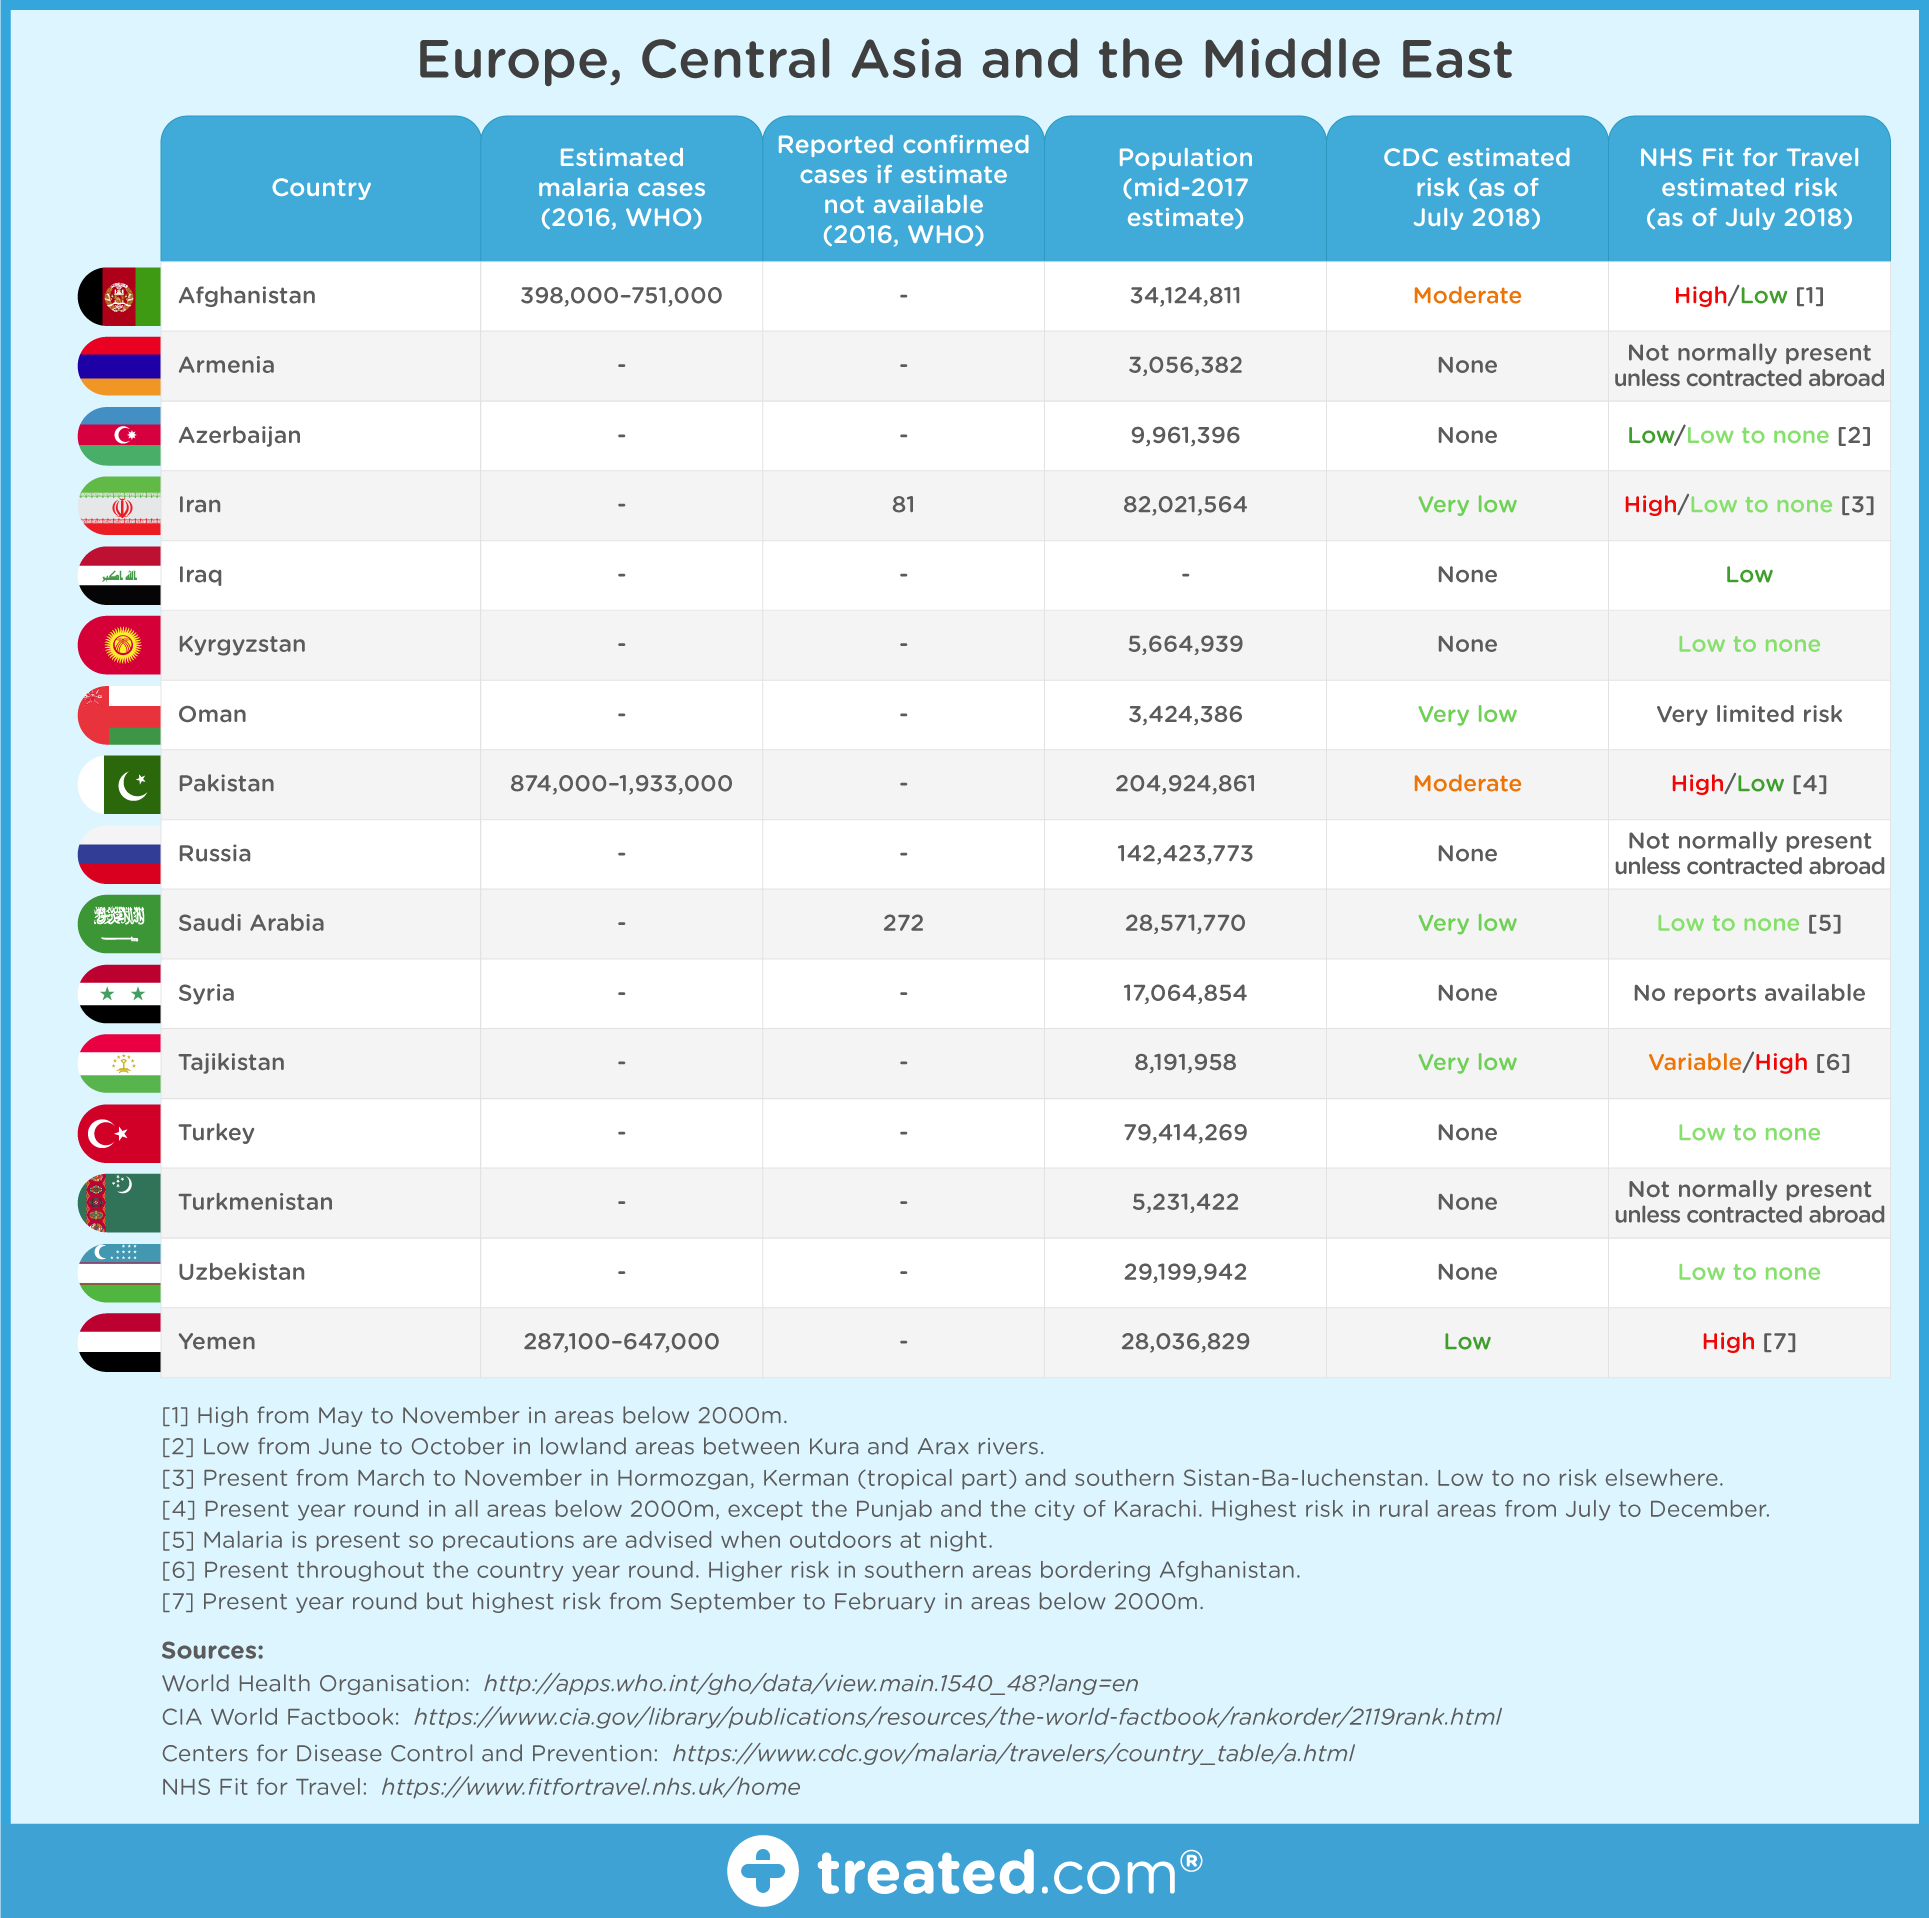 Europe, Central Asia and the Middle East
Country
Estimated
malaria cases
(2016, WHO)
Reported confirmed
cases if estimate
not available
(2016, WHO)
Population
(mid-2017
estimate)
CDC estimated
risk (as of
July 2018)
NHS Fit for Travel
estimated risk
(as of July 2018)
Afghanistan 398,000–751,000 - 34,124,811 Moderate High/Low [1]
Armenia - - 3,056,382 None Not normally present
unless contracted abroad
Azerbaijan - - 9,961,396 None Low/Low to none [2]
Iran - 81 82,021,564 Very low High/Low to none [3]
Iraq - - - None Low
Kyrgyzstan - - 5,664,939 None Low to none
Oman - - 3,424,386 Very low Very limited risk
Pakistan 874,000–1,933,000 - 204,924,861 Moderate High/Low [4]
Russia - - 142,423,773 None Not normally present
unless contracted abroad
Saudi Arabia - 272 28,571,770 Very low Low to none [5]
Syria - - 17,064,854 None No reports available
Tajikistan - - 8,191,958 Very low Variable/High [6]
Turkey - - 79,414,269 None Low to none
Turkmenistan - - 5,231,422 None Not normally present
unless contracted abroad
Uzbekistan - - 29,199,942 None Low to none
Yemen 287,100–647,000 - 28,036,829 Low High [7]
[1] High from May to November in areas below 2000m.
[2] Low from June to October in lowland areas between Kura and Arax rivers.
[3] Present from March to November in Hormozgan, Kerman (tropical part) and southern Sistan-Ba-luchenstan. Low to no risk elsewhere.
[4] Present year round in all areas below 2000m, except the Punjab and the city of Karachi. Highest risk in rural areas from July to December.
[5] Malaria is present so precautions are advised when outdoors at night.
[6] Present throughout the country year round. Higher risk in southern areas bordering Afghanistan.
[7] Present year round but highest risk from September to February in areas below 2000m.
Sources:
World Health Organisation: http://apps.who.int/gho/data/view.main.1540_48?lang=en
CIA World Factbook: https://www.cia.gov/library/publications/resources/the-world-factbook/rankorder/2119rank.html
Centers for Disease Control and Prevention: https://www.cdc.gov/malaria/travelers/country_table/a.html
NHS Fit for Travel: https://www.fitfortravel.nhs.uk/home
treated.com®